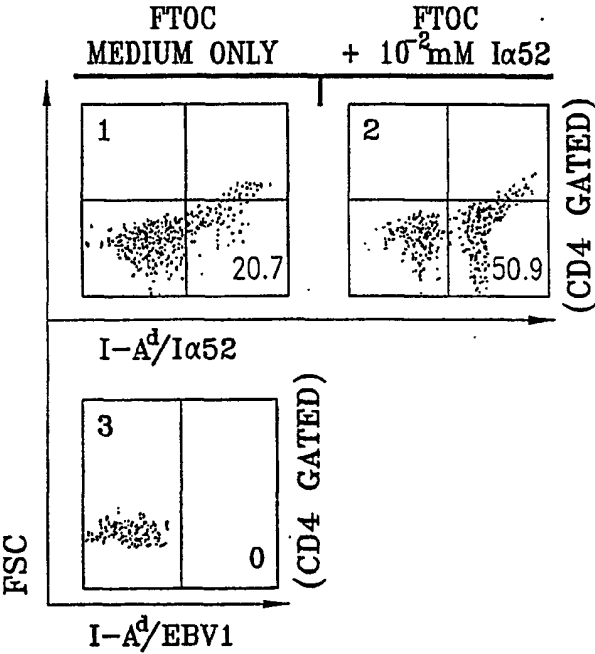 FTOC
MEDIUM ONLY
FTOC
+ 10⁻²mM Iα52
1
20.7
2
50.9
(CD4 GATED)
I-Aᵈ/Iα52
3
0
(CD4 GATED)
FSC
I-Aᵈ/EBV1